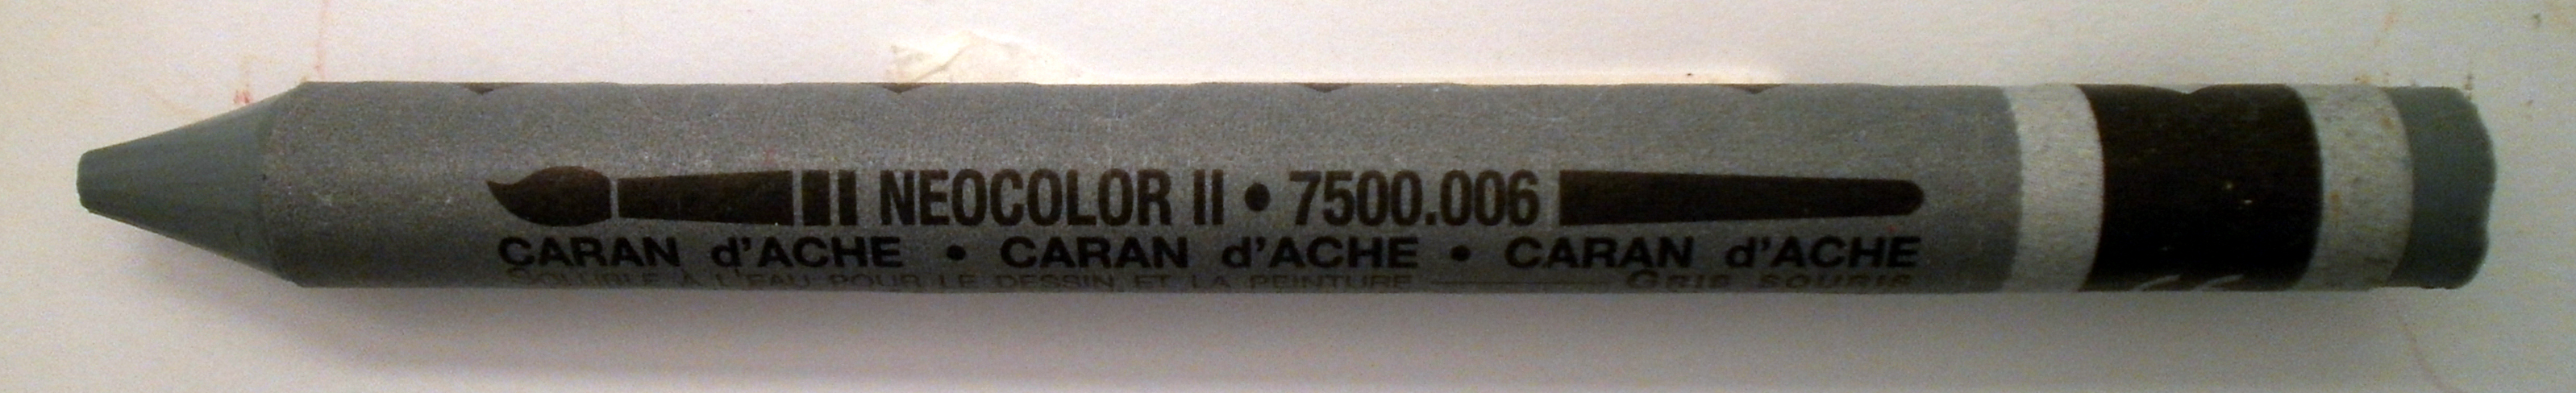 NEOCOLOR II • 7500.006
CARAN d'ACHE • CARAN d'ACHE • CARAN d'ACHE
SOLUBLE À L'EAU POUR LE DESSIN ET LA PEINTURE GRIS SOURIS